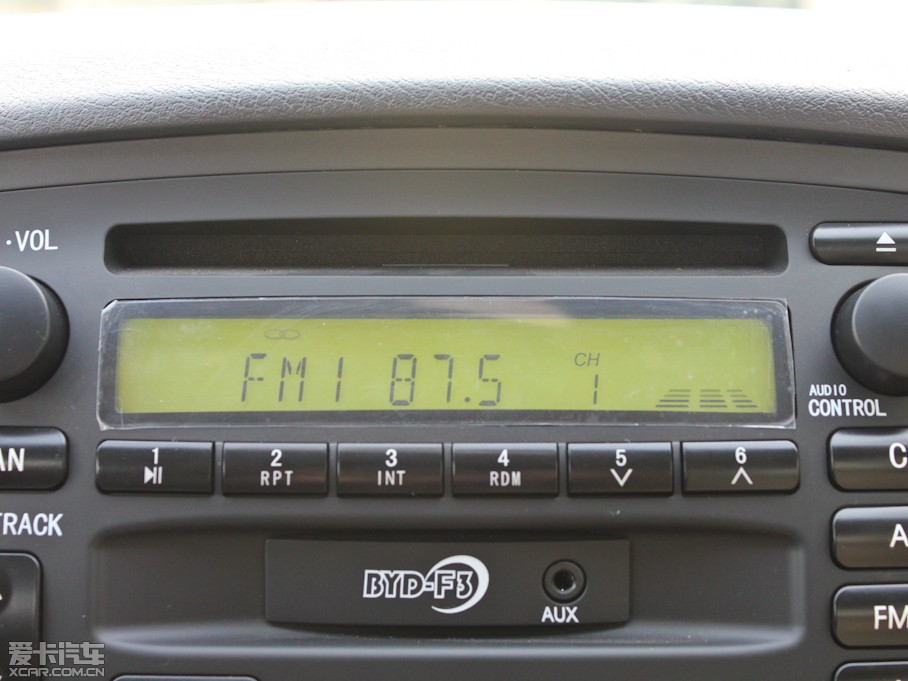 ·VOL
FM1 87.5
CH
1
AUDIO
CONTROL
AN
1
2
RPT
3
INT
4
RDM
5
6
C
TRACK
A
BYD-F3
AUX
FM
爱卡汽车
XCAR.COM.CN